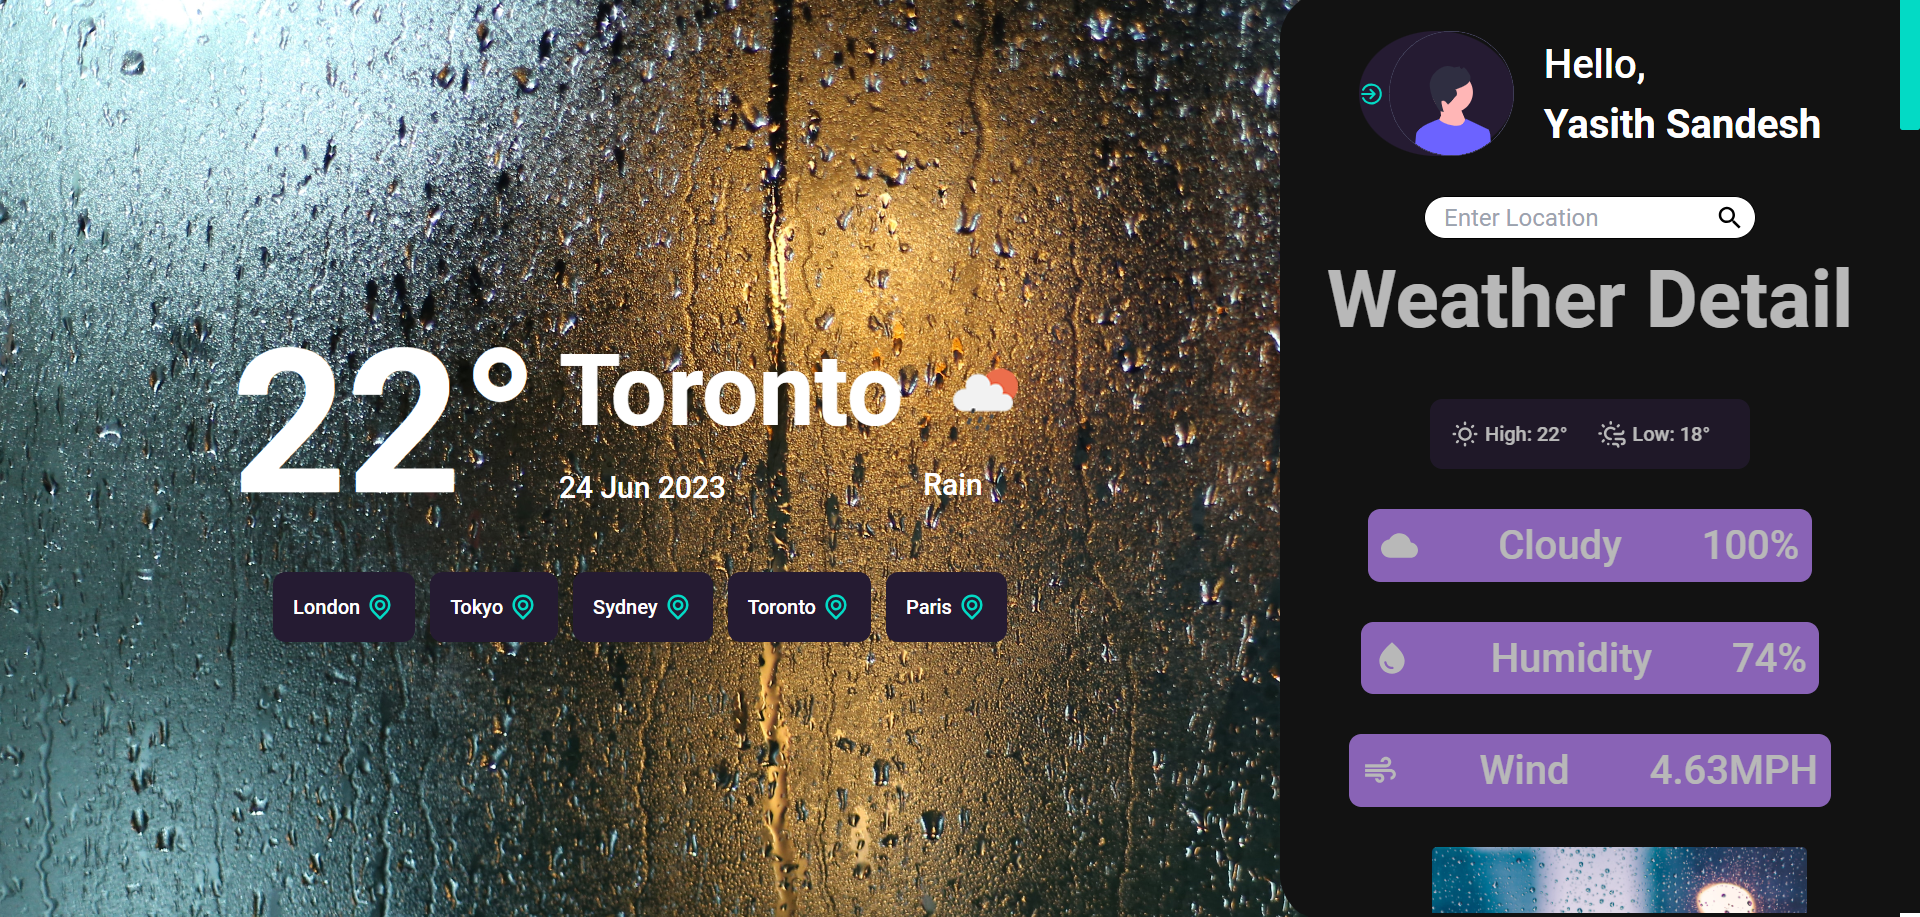 22°
Toronto
24 Jun 2023
Rain
London
Tokyo
Sydney
Toronto
Paris
Hello,
Yasith Sandesh
Enter Location
Weather Detail
High: 22°
Low: 18°
Cloudy 100%
Humidity 74%
Wind 4.63MPH